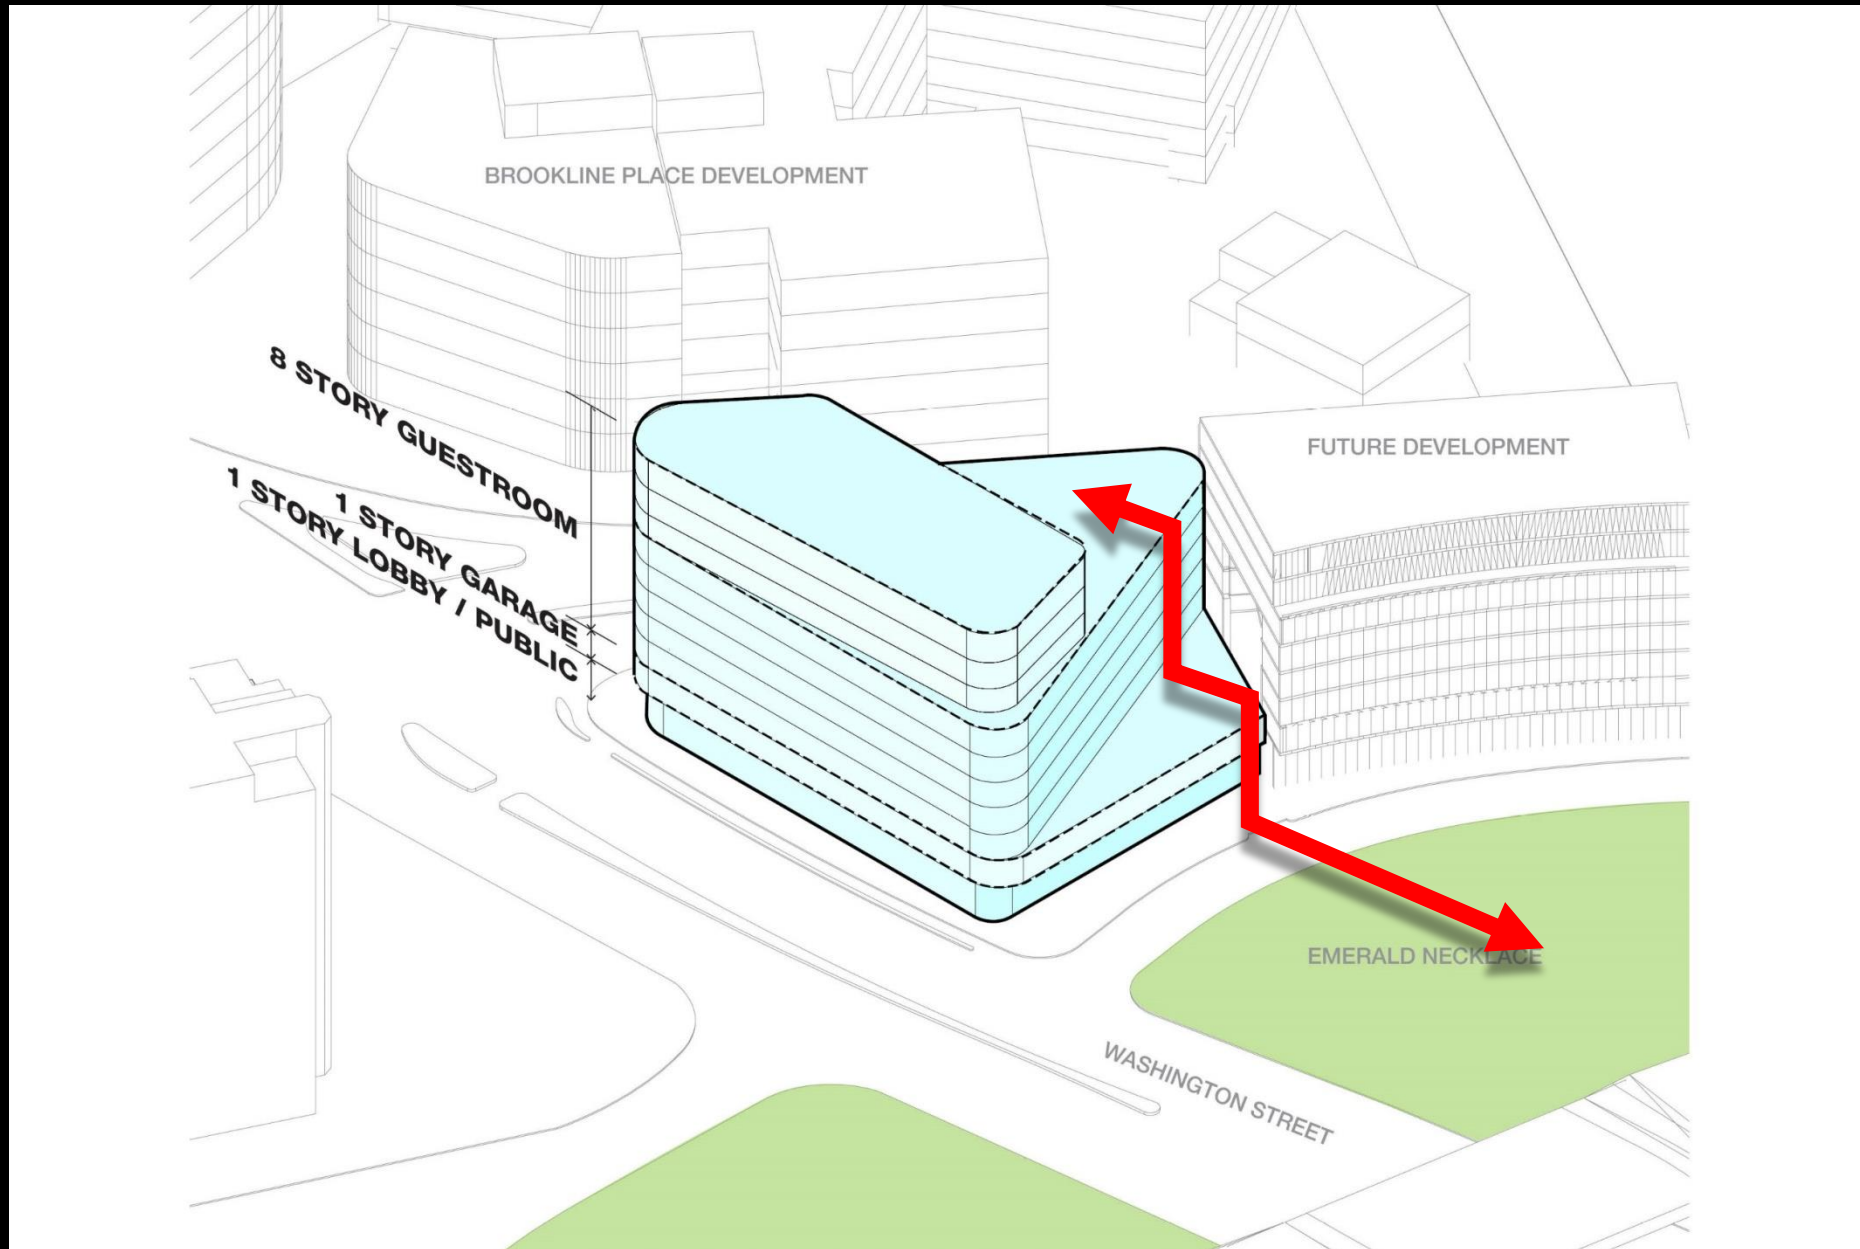 BROOKLINE PLACE DEVELOPMENT
8 STORY GUESTROOM
1 STORY GARAGE
1 STORY LOBBY / PUBLIC
FUTURE DEVELOPMENT
EMERALD NECKLACE
WASHINGTON STREET